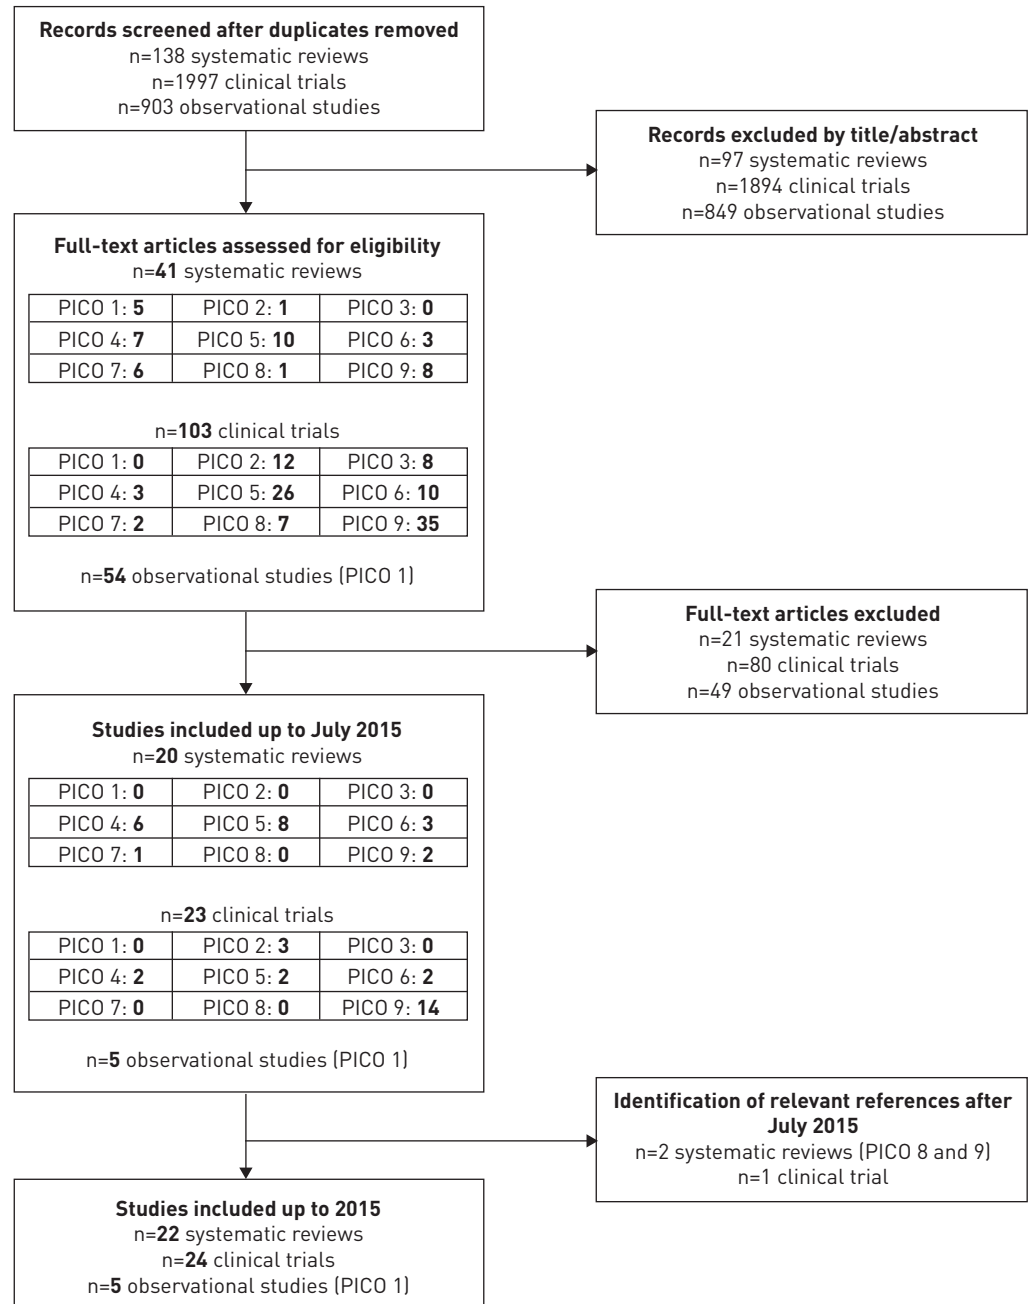 Records screened after duplicates removed
n=138 systematic reviews
n=1997 clinical trials
n=903 observational studies
Records excluded by title/abstract
n=97 systematic reviews
n=1894 clinical trials
n=849 observational studies
Full-text articles assessed for eligibility
n=41 systematic reviews
PICO 1: 5 PICO 2: 1 PICO 3: 0
PICO 4: 7 PICO 5: 10 PICO 6: 3
PICO 7: 6 PICO 8: 1 PICO 9: 8
n=103 clinical trials
PICO 1: 0 PICO 2: 12 PICO 3: 8
PICO 4: 3 PICO 5: 26 PICO 6: 10
PICO 7: 2 PICO 8: 7 PICO 9: 35
n=54 observational studies (PICO 1)
Full-text articles excluded
n=21 systematic reviews
n=80 clinical trials
n=49 observational studies
Studies included up to July 2015
n=20 systematic reviews
PICO 1: 0 PICO 2: 0 PICO 3: 0
PICO 4: 6 PICO 5: 8 PICO 6: 3
PICO 7: 1 PICO 8: 0 PICO 9: 2
n=23 clinical trials
PICO 1: 0 PICO 2: 3 PICO 3: 0
PICO 4: 2 PICO 5: 2 PICO 6: 2
PICO 7: 0 PICO 8: 0 PICO 9: 14
n=5 observational studies (PICO 1)
Identification of relevant references after
July 2015
n=2 systematic reviews (PICO 8 and 9)
n=1 clinical trial
Studies included up to 2015
n=22 systematic reviews
n=24 clinical trials
n=5 observational studies (PICO 1)